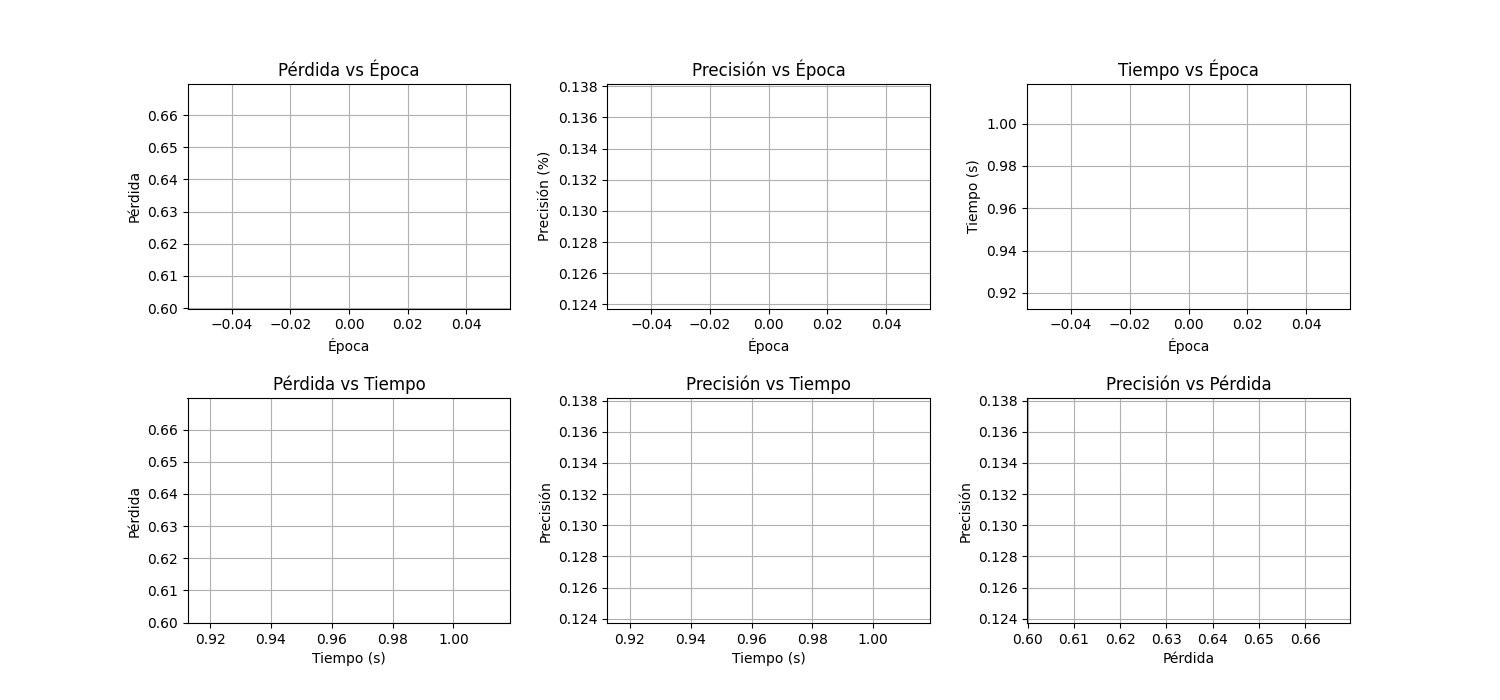 Pérdida vs Época
Pérdida
0.66
0.65
0.64
0.63
0.62
0.61
0.60
−0.04 −0.02 0.00 0.02 0.04
Época
Precisión vs Época
Precisión (%)
0.138
0.136
0.134
0.132
0.130
0.128
0.126
0.124
−0.04 −0.02 0.00 0.02 0.04
Época
Tiempo vs Época
Tiempo (s)
1.00
0.98
0.96
0.94
0.92
−0.04 −0.02 0.00 0.02 0.04
Época
Pérdida vs Tiempo
Pérdida
0.66
0.65
0.64
0.63
0.62
0.61
0.60
0.92 0.94 0.96 0.98 1.00
Tiempo (s)
Precisión vs Tiempo
Precisión
0.138
0.136
0.134
0.132
0.130
0.128
0.126
0.124
0.92 0.94 0.96 0.98 1.00
Tiempo (s)
Precisión vs Pérdida
Precisión
0.138
0.136
0.134
0.132
0.130
0.128
0.126
0.124
0.60 0.61 0.62 0.63 0.64 0.65 0.66
Pérdida